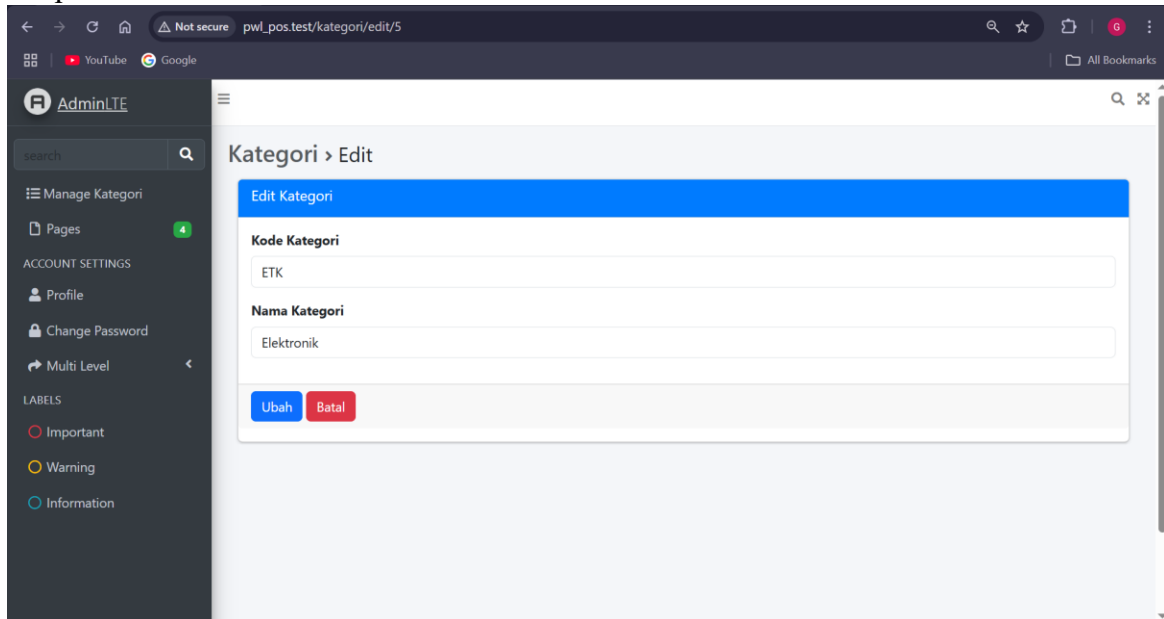 Not secure pwl_pos.test/kategori/edit/5 G
YouTube Google All Bookmarks
AdminLTE
search
Kategori › Edit
Manage Kategori
Edit Kategori
Pages 4
Kode Kategori
ACCOUNT SETTINGS
ETK
Profile
Nama Kategori
Change Password
Elektronik
Multi Level
LABELS
Ubah Batal
Important
Warning
Information